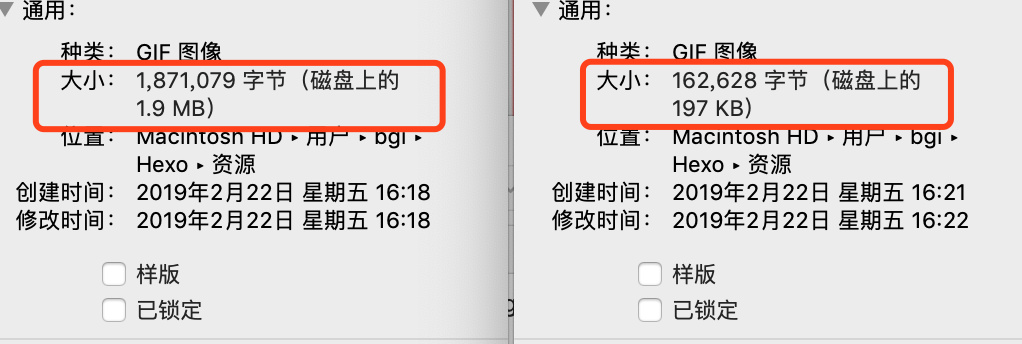 通用:
种类: GIF 图像
大小: 1,871,079 字节（磁盘上的
1.9 MB）
位置: Macintosh HD ▸ 用户 ▸ bgl ▸
Hexo ▸ 资源
创建时间: 2019年2月22日 星期五 16:18
修改时间: 2019年2月22日 星期五 16:18
样版
已锁定
通用:
种类: GIF 图像
大小: 162,628 字节（磁盘上的
197 KB）
位置: Macintosh HD ▸ 用户 ▸ bgl ▸
Hexo ▸ 资源
创建时间: 2019年2月22日 星期五 16:21
修改时间: 2019年2月22日 星期五 16:22
样版
已锁定